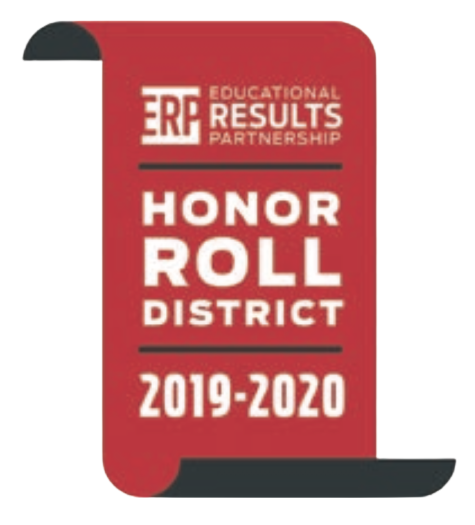 ERP EDUCATIONAL
RESULTS
PARTNERSHIP
HONOR
ROLL
DISTRICT
2019-2020